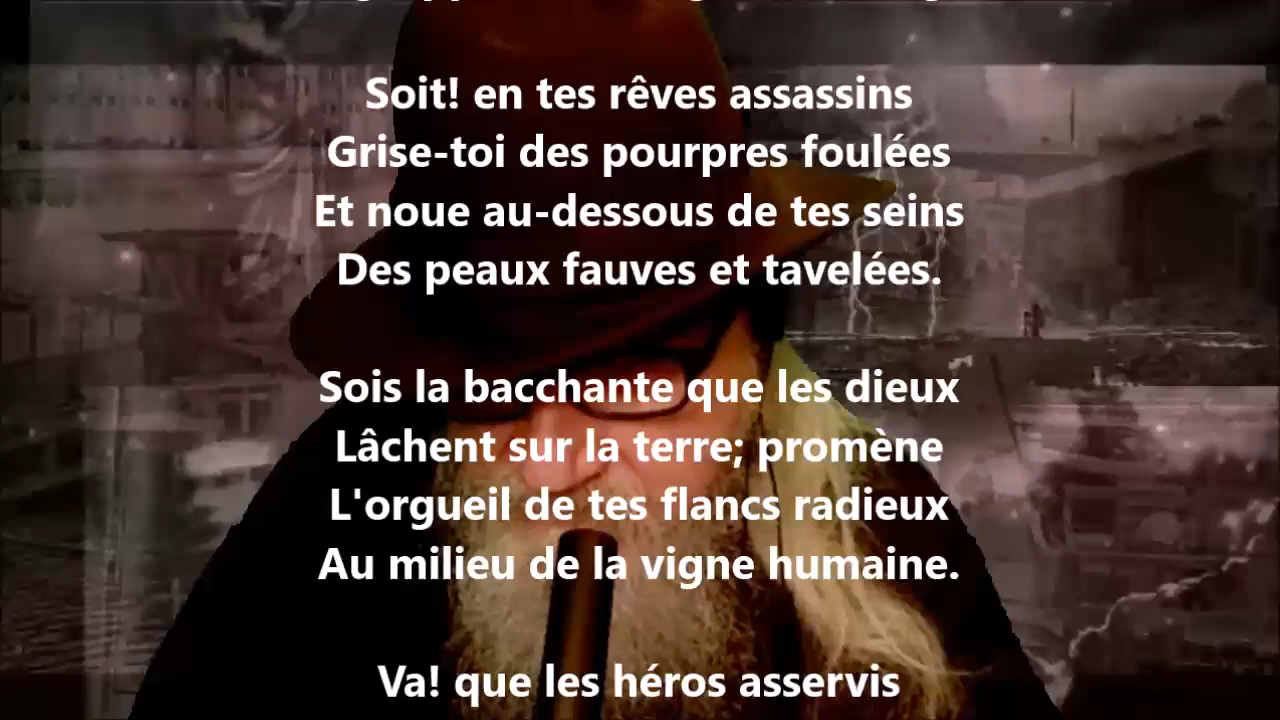 Soit! en tes rêves assassins
Grise-toi des pourpres foulées
Et noue au-dessous de tes seins
Des peaux fauves et tavelées.
Sois la bacchante que les dieux
Lâchent sur la terre; promène
L'orgueil de tes flancs radieux
Au milieu de la vigne humaine.
Va! que les héros asservis